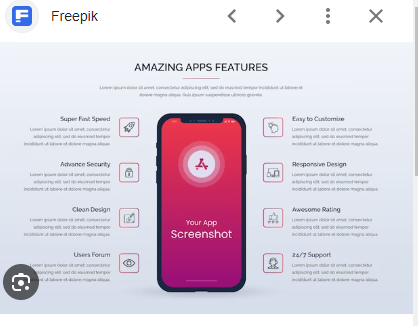 Freepik
AMAZING APPS FEATURES
Lorem ipsum dolor sit amet, consectetur adipiscing elit, sed do eiusmod tempor incididunt ut labore et
dolore magna aliqua. Quis ipsum suspendisse ultrices gravida.
Super Fast Speed
Lorem ipsum dolor sit amet, consectetur
adipiscing elit, sed do eiusmod tempor
incididunt ut labore et dolore magna aliqua.
Advance Security
Lorem ipsum dolor sit amet, consectetur
adipiscing elit, sed do eiusmod tempor
incididunt ut labore et dolore magna aliqua.
Clean Design
Lorem ipsum dolor sit amet, consectetur
adipiscing elit, sed do eiusmod tempor
incididunt ut labore et dolore magna aliqua.
Users Forum
Lorem ipsum dolor sit amet, consectetur
adipiscing elit, sed do eiusmod tempor
incididunt ut labore et dolore magna aliqua.
Your App
Screenshot
Easy to Customize
Lorem ipsum dolor sit amet, consectetur
adipiscing elit, sed do eiusmod tempor
incididunt ut labore et dolore magna aliqua.
Responsive Design
Lorem ipsum dolor sit amet, consectetur
adipiscing elit, sed do eiusmod tempor
incididunt ut labore et dolore magna aliqua.
Awesome Rating
Lorem ipsum dolor sit amet, consectetur
adipiscing elit, sed do eiusmod tempor
incididunt ut labore et dolore magna aliqua.
24/7 Support
Lorem ipsum dolor sit amet, consectetur
adipiscing elit, sed do eiusmod tempor
incididunt ut labore et dolore magna aliqua.